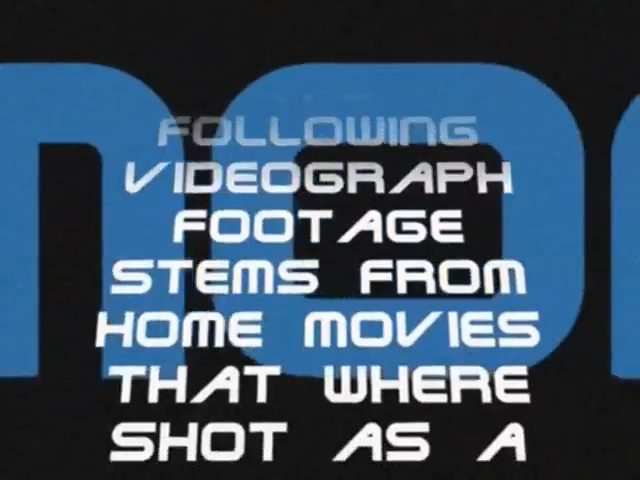 FOLLOWING
VIDEOGRAPH
FOOTAGE
STEMS FROM
HOME MOVIES
THAT WHERE
SHOT AS A